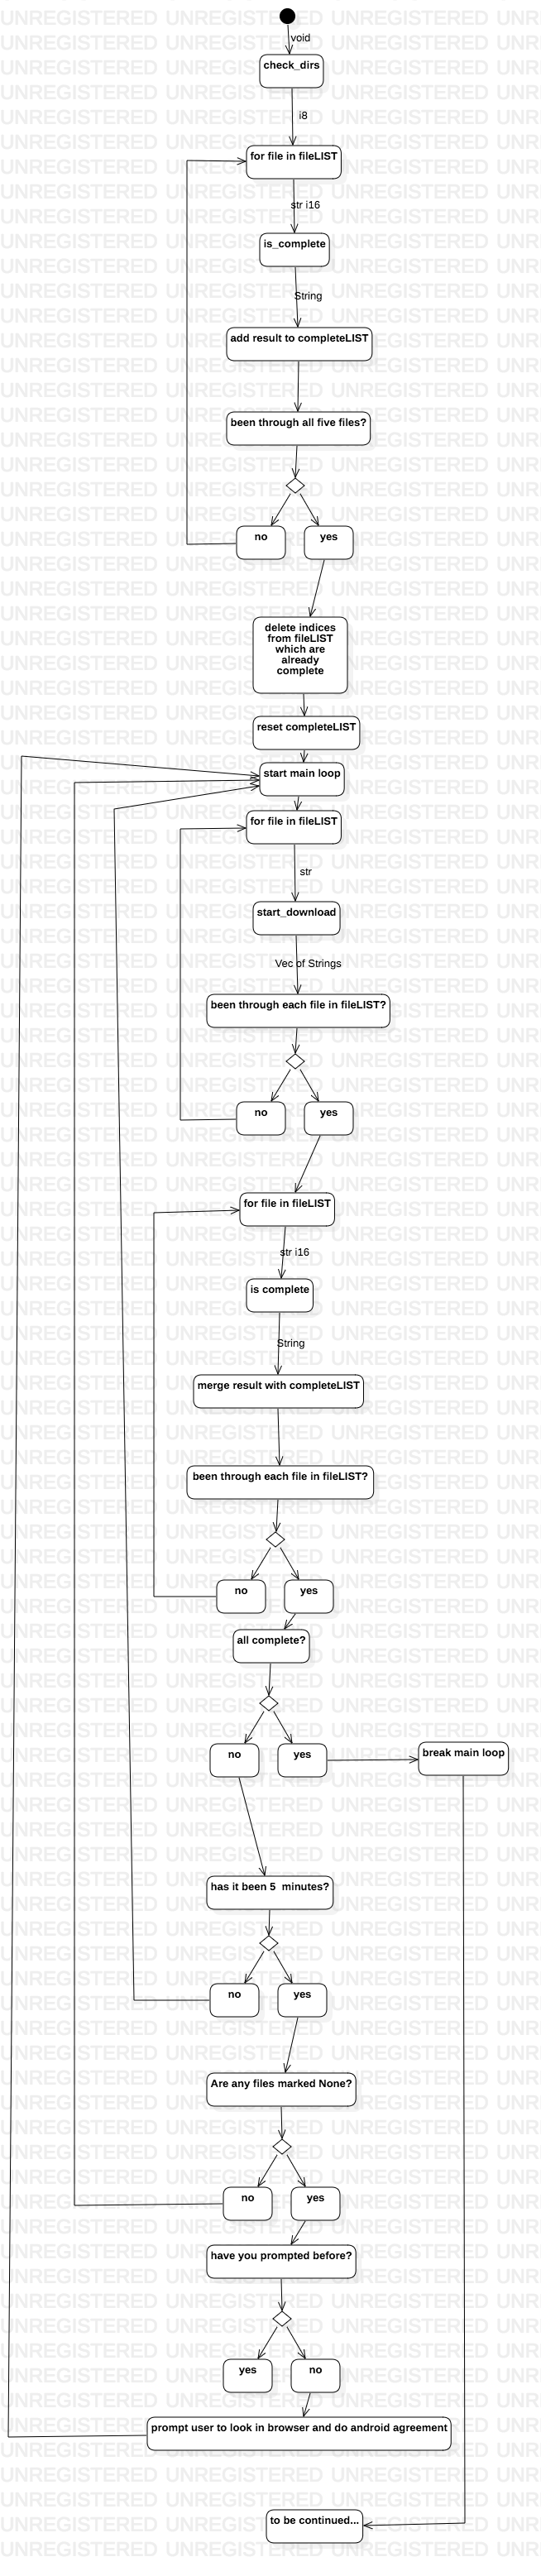 void
check_dirs
i8
for file in fileLIST
str i16
is_complete
String
add result to completeLIST
been through all five files?
no
yes
delete indices
from fileLIST
which are
already
complete
reset completeLIST
start main loop
for file in fileLIST
str
start_download
Vec of Strings
been through each file in fileLIST?
no
yes
for file in fileLIST
str i16
is complete
String
merge result with completeLIST
been through each file in fileLIST?
no
yes
all complete?
no
yes
break main loop
has it been 5  minutes?
no
yes
Are any files marked None?
no
yes
have you prompted before?
yes
no
prompt user to look in browser and do android agreement
to be continued...
UNREGISTERED